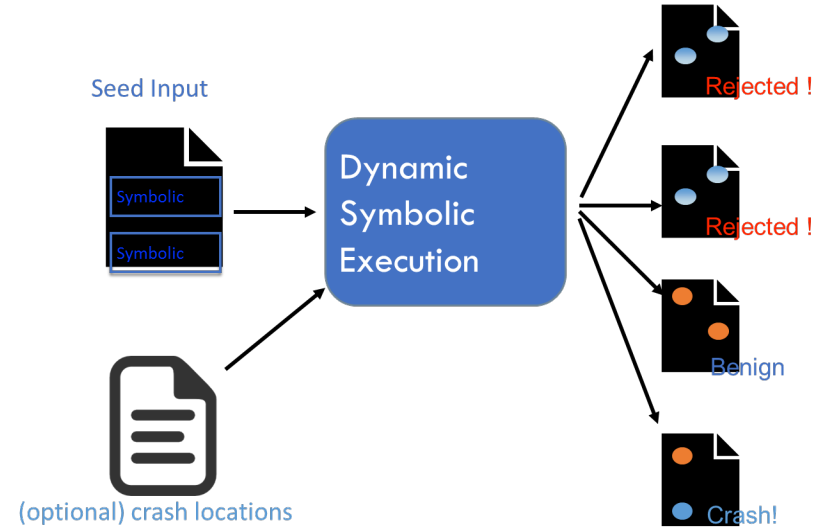 Seed Input
Symbolic
Symbolic
(optional) crash locations
Dynamic
Symbolic
Execution
Rejected !
Rejected !
Benign
Crash!